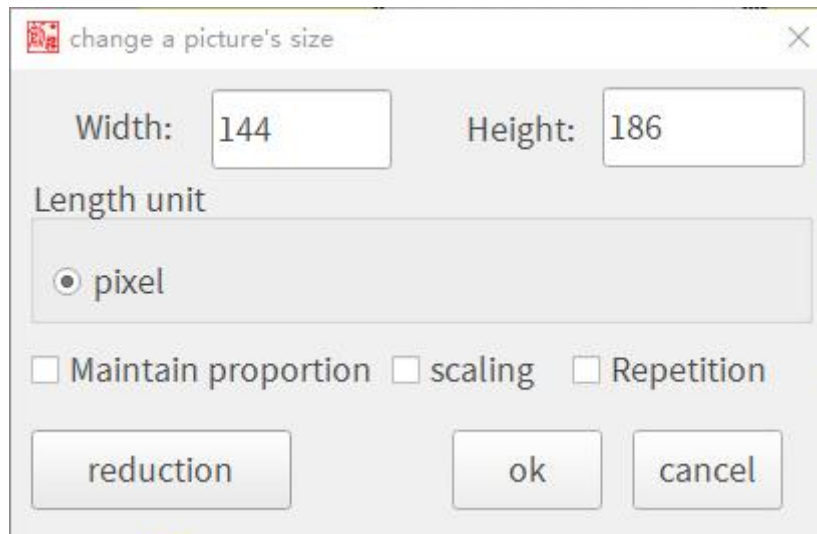 change a picture's size
Width: 144 Height: 186
Length unit
pixel
Maintain proportion scaling Repetition
reduction ok cancel